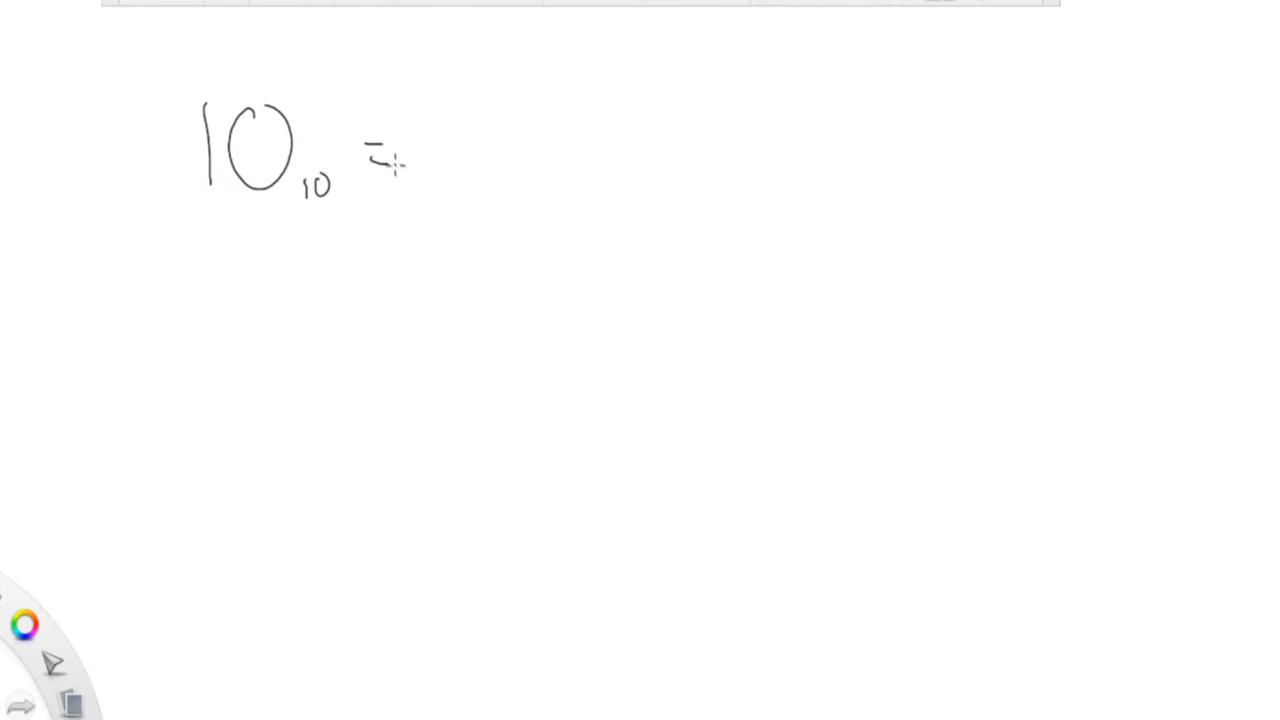 10₁₀ =